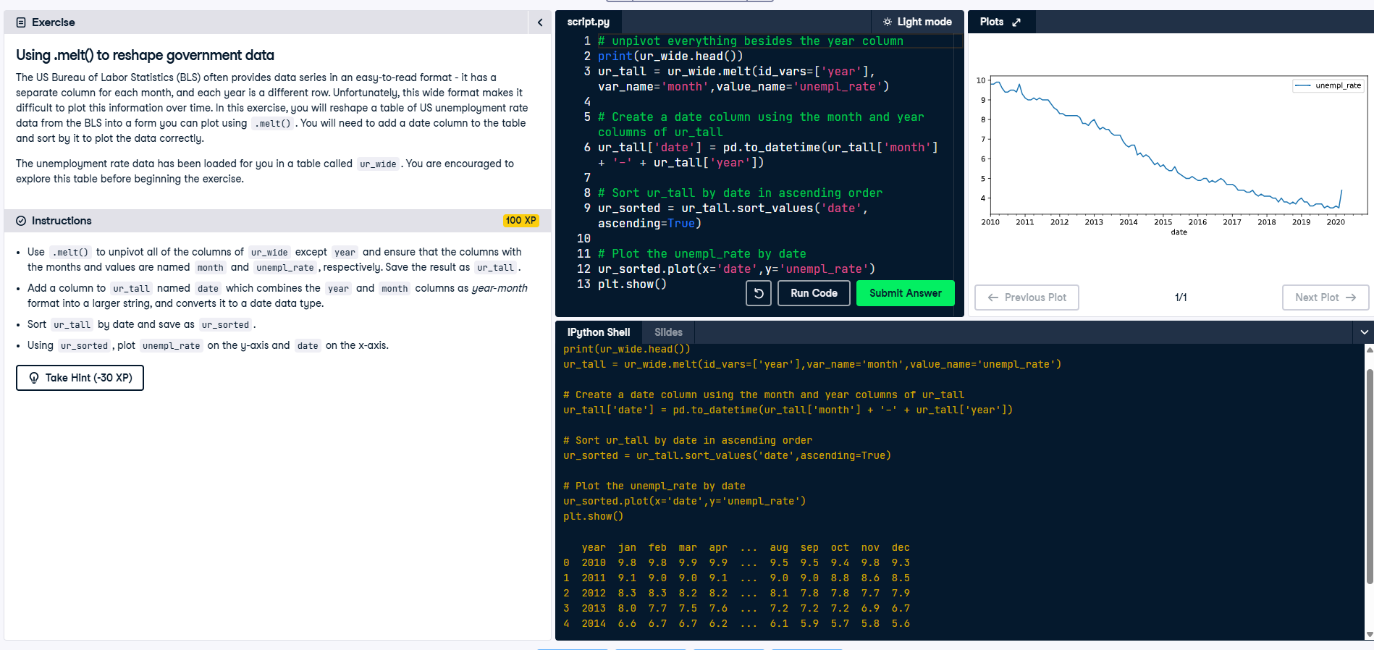 Exercise
Using .melt() to reshape government data
The US Bureau of Labor Statistics (BLS) often provides data series in an easy-to-read format - it has a
separate column for each month, and each year is a different row. Unfortunately, this wide format makes it
difficult to plot this information over time. In this exercise, you will reshape a table of US unemployment rate
data from the BLS into a form you can plot using .melt() . You will need to add a date column to the table
and sort by it to plot the data correctly.
The unemployment rate data has been loaded for you in a table called ur_wide . You are encouraged to
explore this table before beginning the exercise.
Instructions
100 XP
• Use .melt() to unpivot all of the columns of ur_wide except year and ensure that the columns with
the months and values are named month and unempl_rate , respectively. Save the result as ur_tall .
• Add a column to ur_tall named date which combines the year and month columns as year-month
format into a larger string, and converts it to a date data type.
• Sort ur_tall by date and save as ur_sorted .
• Using ur_sorted , plot unempl_rate on the y-axis and date on the x-axis.
Take Hint (-30 XP)
script.py
Light mode
1 # unpivot everything besides the year column
2 print(ur_wide.head())
3 ur_tall = ur_wide.melt(id_vars=['year'],
var_name='month',value_name='unempl_rate')
4
5 # Create a date column using the month and year
columns of ur_tall
6 ur_tall['date'] = pd.to_datetime(ur_tall['month']
+ '-' + ur_tall['year'])
7
8 # Sort ur_tall by date in ascending order
9 ur_sorted = ur_tall.sort_values('date',
ascending=True)
10
11 # Plot the unempl_rate by date
12 ur_sorted.plot(x='date',y='unempl_rate')
13 plt.show()
Run Code
Submit Answer
Plots
unempl_rate
10
9
8
7
6
5
4
2010 2011 2012 2013 2014 2015 2016 2017 2018 2019 2020
date
← Previous Plot
1/1
Next Plot →
IPython Shell
Slides
print(ur_wide.head())
ur_tall = ur_wide.melt(id_vars=['year'],var_name='month',value_name='unempl_rate')
# Create a date column using the month and year columns of ur_tall
ur_tall['date'] = pd.to_datetime(ur_tall['month'] + '-' + ur_tall['year'])
# Sort ur_tall by date in ascending order
ur_sorted = ur_tall.sort_values('date',ascending=True)
# Plot the unempl_rate by date
ur_sorted.plot(x='date',y='unempl_rate')
plt.show()
year jan feb mar apr ... aug sep oct nov dec
0 2010 9.8 9.8 9.9 9.9 ... 9.5 9.5 9.4 9.8 9.3
1 2011 9.1 9.0 9.0 9.1 ... 9.0 9.0 8.8 8.6 8.5
2 2012 8.3 8.3 8.2 8.2 ... 8.1 7.8 7.8 7.7 7.9
3 2013 8.0 7.7 7.5 7.6 ... 7.2 7.2 7.2 6.9 6.7
4 2014 6.6 6.7 6.7 6.2 ... 6.1 5.9 5.7 5.8 5.6